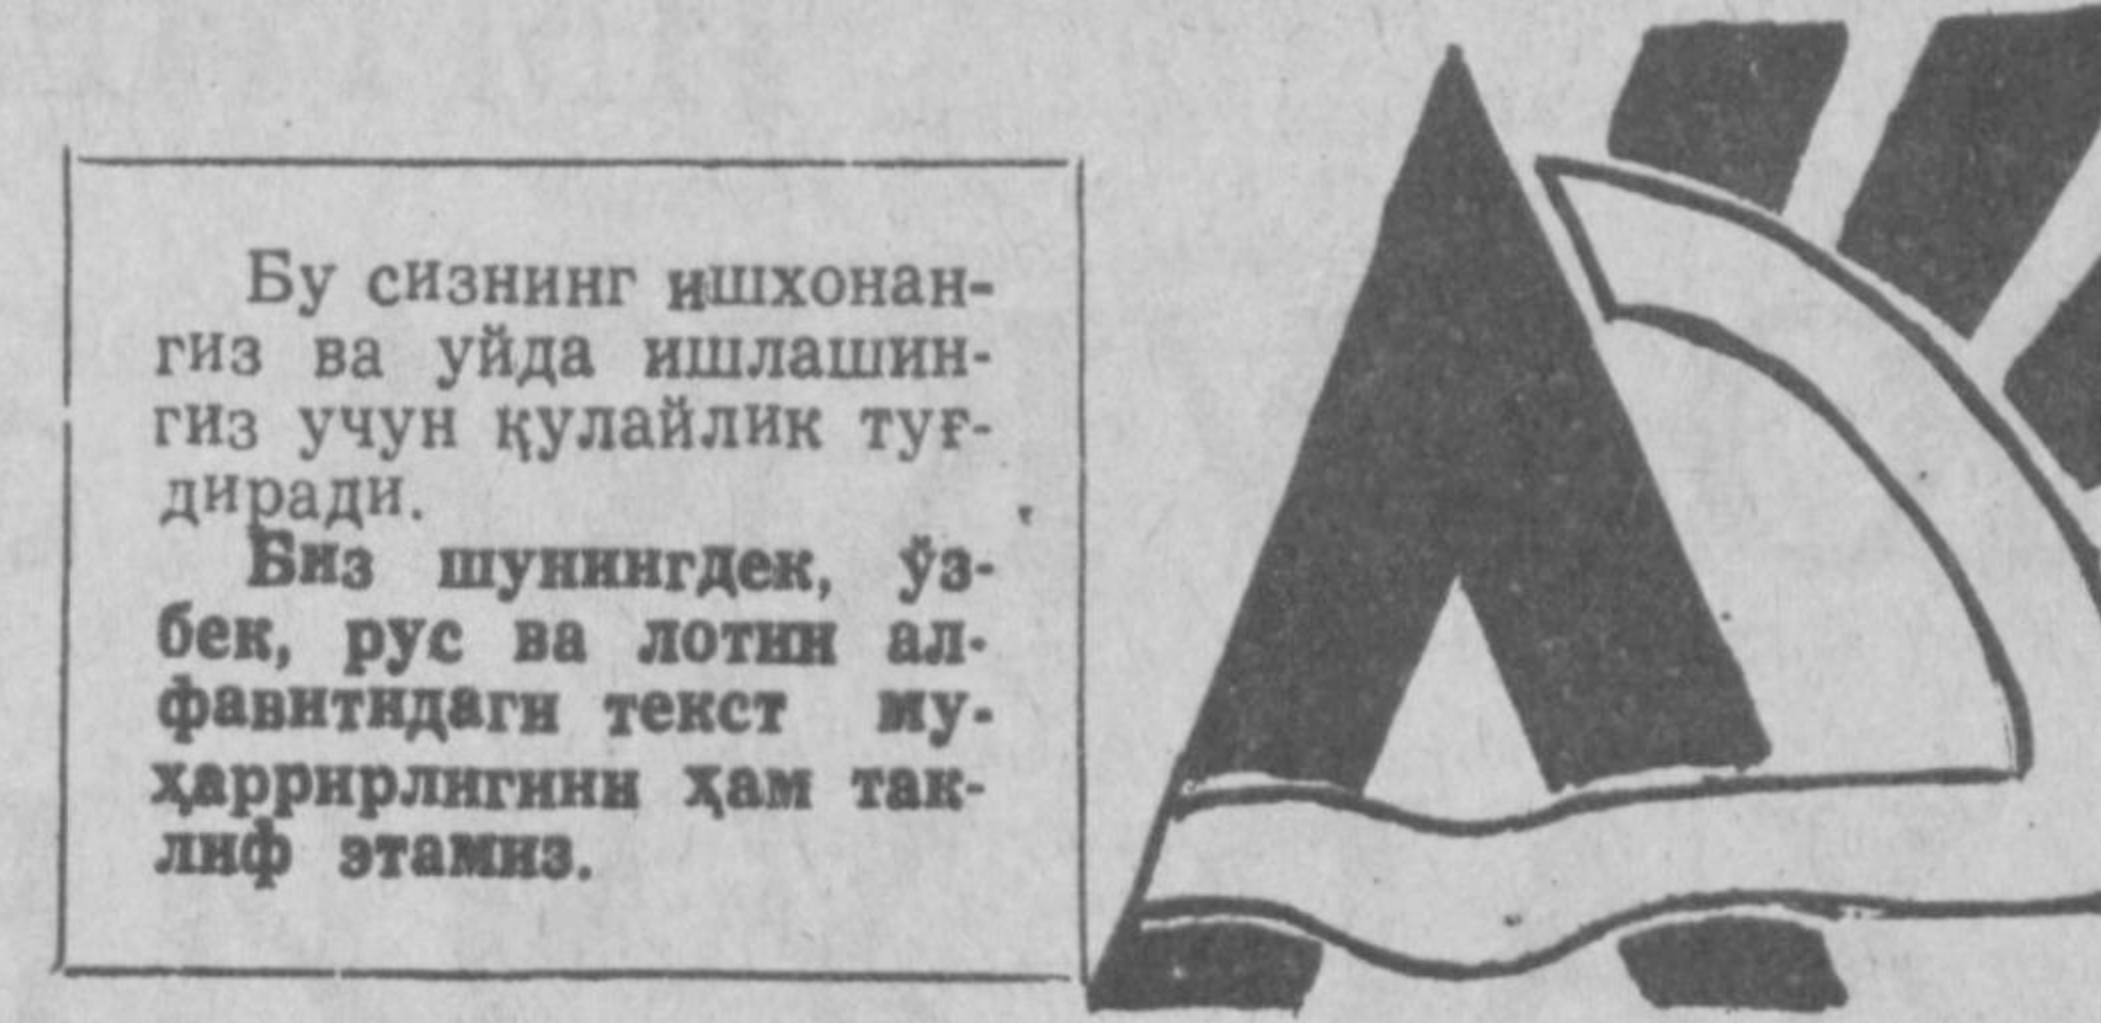 Бу сизнинг ишхонан-
гиз ва уйда ишлашин-
гиз учун қулайлик туғ-
диради.
Биз шунингдек, ўз-
бек, рус ва лотин ал-
фавитидаги текст му-
ҳаррирлигини ҳам так-
лиф этамиз.